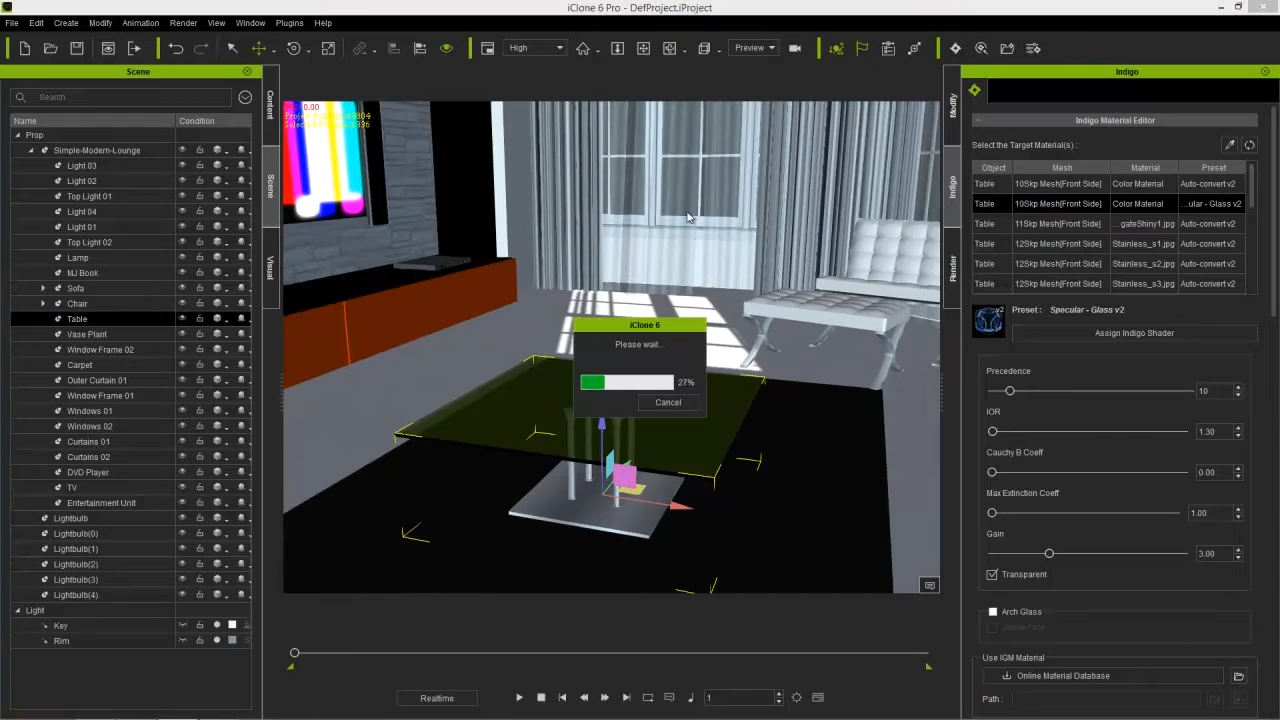 iClone 6 Pro - DefProject.iProject
File Edit Create Modify Animation Render View Window Plugins Help
High
Preview
Scene
Indigo
Search
Name Condition
Prop
Simple-Modern-Lounge
Light 03
Light 02
Top Light 01
Light 04
Light 01
Top Light 02
Lamp
MJ Book
Sofa
Chair
Table
Vase Plant
Window Frame 02
Carpet
Outer Curtain 01
Window Frame 01
Windows 01
Windows 02
Curtains 01
Curtains 02
DVD Player
TV
Entertainment Unit
Lightbulb
Lightbulb(0)
Lightbulb(1)
Lightbulb(2)
Lightbulb(3)
Lightbulb(4)
Light
Key
Rim
Content
Scene
Visual
iClone 6
Please wait...
27%
Cancel
Realtime
1
Modify
Indigo
Render
Indigo Material Editor
Select the Target Material(s) :
Object Mesh Material Preset
Table 10Skp Mesh[Front Side] Color Material Auto-convert v2
Table 10Skp Mesh[Front Side] Color Material ...ular - Glass v2
Table 11Skp Mesh[Front Side] ...gateShiny1.jpg Auto-convert v2
Table 12Skp Mesh[Front Side] Stainless_s1.jpg Auto-convert v2
Table 12Skp Mesh[Front Side] Stainless_s2.jpg Auto-convert v2
Table 12Skp Mesh[Front Side] Stainless_s3.jpg Auto-convert v2
v2
Preset : Specular - Glass v2
Assign Indigo Shader
Precedence
10
IOR
1.30
Cauchy B Coeff
0.00
Max Extinction Coeff
1.00
Gain
3.00
Transparent
Arch Glass
Single Face
Use IGM Material
Online Material Database
Path :